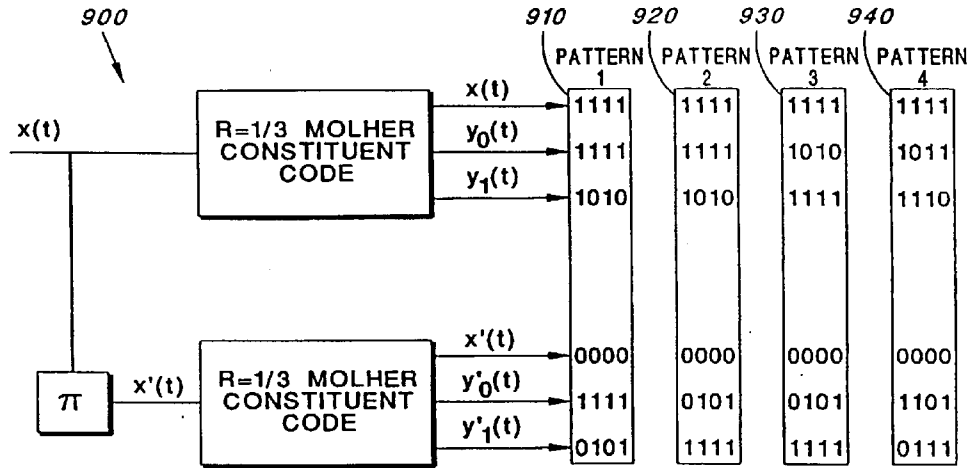 900 910 920 930 940
PATTERN 1 PATTERN 2 PATTERN 3 PATTERN 4
x(t) R=1/3 MOLHER CONSTITUENT CODE
x(t) 1111 1111 1111 1111
y0(t) 1111 1111 1010 1011
y1(t) 1010 1010 1111 1110
π x'(t) R=1/3 MOLHER CONSTITUENT CODE
x'(t) 0000 0000 0000 0000
y'0(t) 1111 0101 0101 1101
y'1(t) 0101 1111 1111 0111